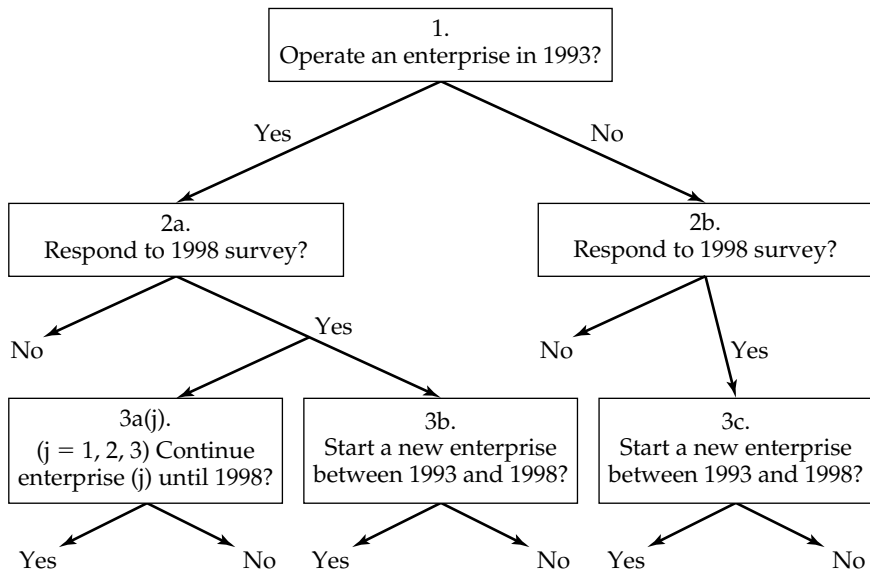 1.
Operate an enterprise in 1993?
Yes
No
2a.
Respond to 1998 survey?
2b.
Respond to 1998 survey?
No
Yes
No
Yes
3a(j).
(j = 1, 2, 3) Continue
enterprise (j) until 1998?
3b.
Start a new enterprise
between 1993 and 1998?
3c.
Start a new enterprise
between 1993 and 1998?
Yes
No
Yes
No
Yes
No